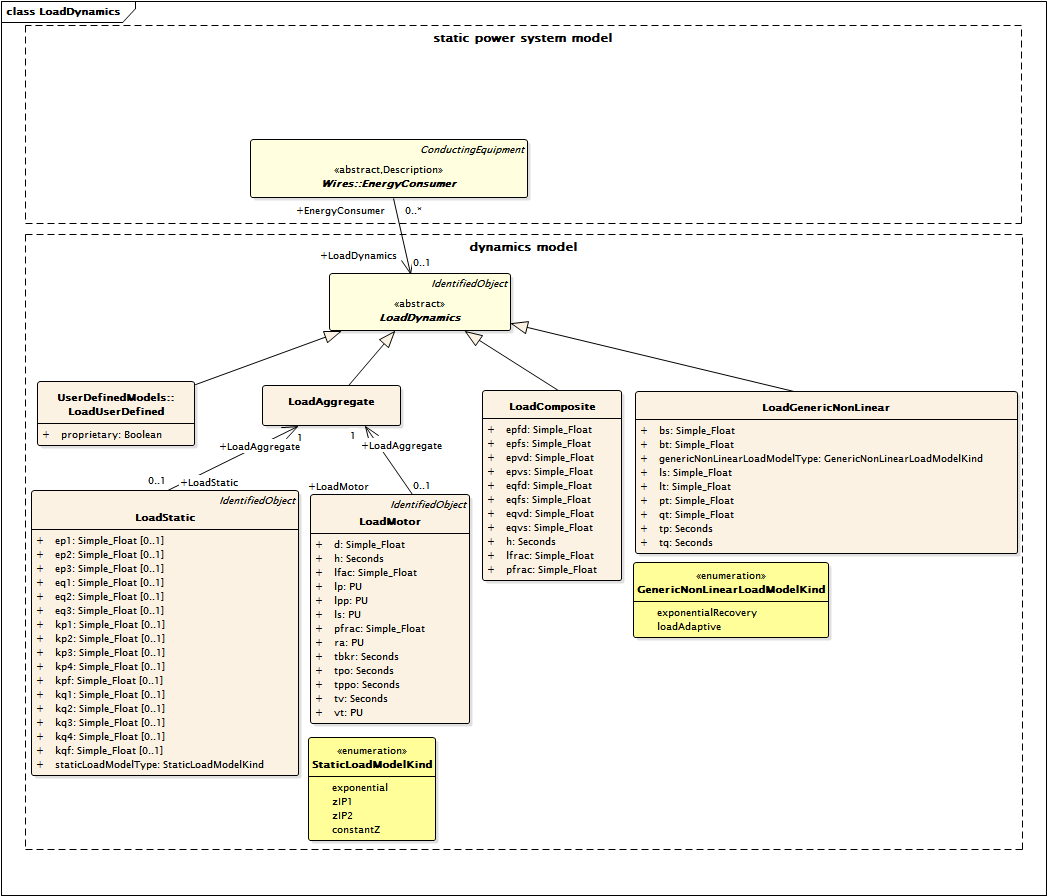 class LoadDynamics
static power system model
ConductingEquipment
«abstract,Description»
Wires::EnergyConsumer
+EnergyConsumer
0..*
dynamics model
+LoadDynamics
0..1
IdentifiedObject
«abstract»
LoadDynamics
UserDefinedModels::
LoadUserDefined
+ proprietary: Boolean
LoadAggregate
+LoadAggregate
1
1
+LoadAggregate
0..1
+LoadStatic
+LoadMotor
0..1
LoadComposite
+ epfd: Simple_Float
+ epfs: Simple_Float
+ epvd: Simple_Float
+ epvs: Simple_Float
+ eqfd: Simple_Float
+ eqfs: Simple_Float
+ eqvd: Simple_Float
+ eqvs: Simple_Float
+ h: Seconds
+ lfrac: Simple_Float
+ pfrac: Simple_Float
LoadGenericNonLinear
+ bs: Simple_Float
+ bt: Simple_Float
+ genericNonLinearLoadModelType: GenericNonLinearLoadModelKind
+ ls: Simple_Float
+ lt: Simple_Float
+ pt: Simple_Float
+ qt: Simple_Float
+ tp: Seconds
+ tq: Seconds
IdentifiedObject
LoadStatic
+ ep1: Simple_Float [0..1]
+ ep2: Simple_Float [0..1]
+ ep3: Simple_Float [0..1]
+ eq1: Simple_Float [0..1]
+ eq2: Simple_Float [0..1]
+ eq3: Simple_Float [0..1]
+ kp1: Simple_Float [0..1]
+ kp2: Simple_Float [0..1]
+ kp3: Simple_Float [0..1]
+ kp4: Simple_Float [0..1]
+ kpf: Simple_Float [0..1]
+ kq1: Simple_Float [0..1]
+ kq2: Simple_Float [0..1]
+ kq3: Simple_Float [0..1]
+ kq4: Simple_Float [0..1]
+ kqf: Simple_Float [0..1]
+ staticLoadModelType: StaticLoadModelKind
IdentifiedObject
LoadMotor
+ d: Simple_Float
+ h: Seconds
+ lfac: Simple_Float
+ lp: PU
+ lpp: PU
+ ls: PU
+ pfrac: Simple_Float
+ ra: PU
+ tbkr: Seconds
+ tpo: Seconds
+ tppo: Seconds
+ tv: Seconds
+ vt: PU
«enumeration»
GenericNonLinearLoadModelKind
exponentialRecovery
loadAdaptive
«enumeration»
StaticLoadModelKind
exponential
zIP1
zIP2
constantZ